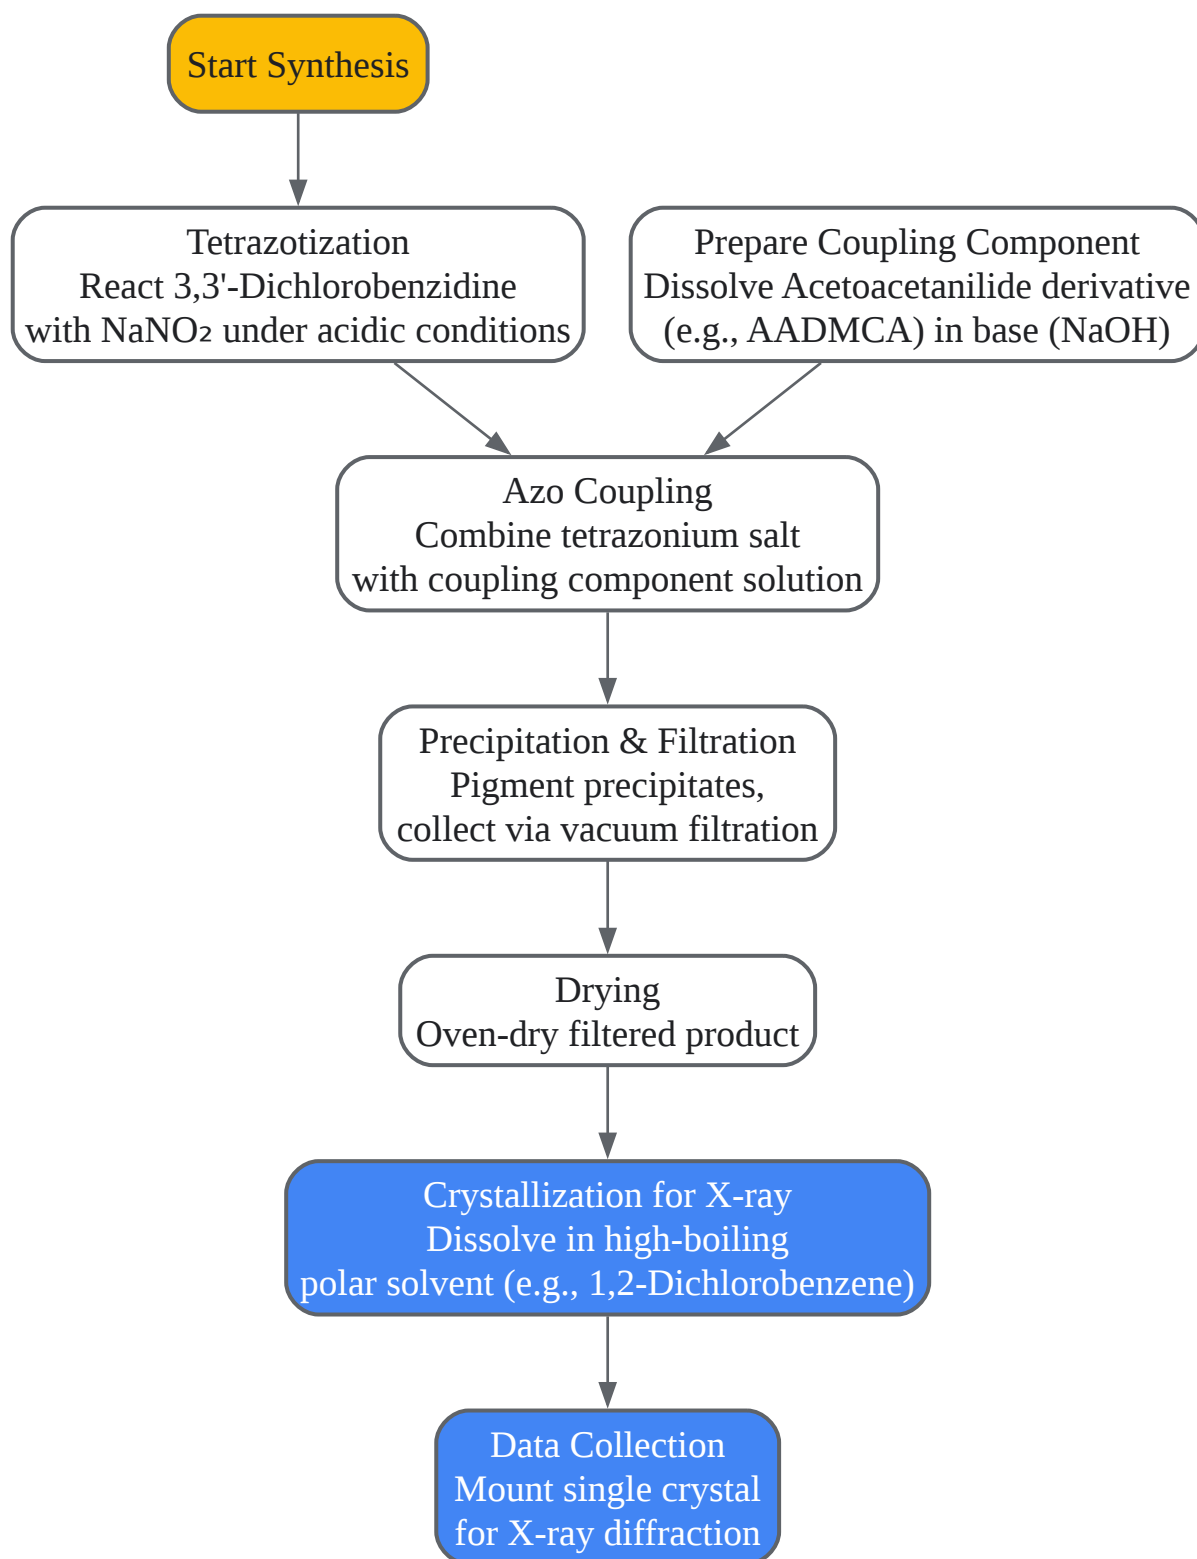 Start Synthesis
Tetrazotization
React 3,3'-Dichlorobenzidine
with NaNO₂ under acidic conditions
Prepare Coupling Component
Dissolve Acetoacetanilide derivative
(e.g., AADMCA) in base (NaOH)
Azo Coupling
Combine tetrazonium salt
with coupling component solution
Precipitation & Filtration
Pigment precipitates,
collect via vacuum filtration
Drying
Oven-dry filtered product
Crystallization for X-ray
Dissolve in high-boiling
polar solvent (e.g., 1,2-Dichlorobenzene)
Data Collection
Mount single crystal
for X-ray diffraction